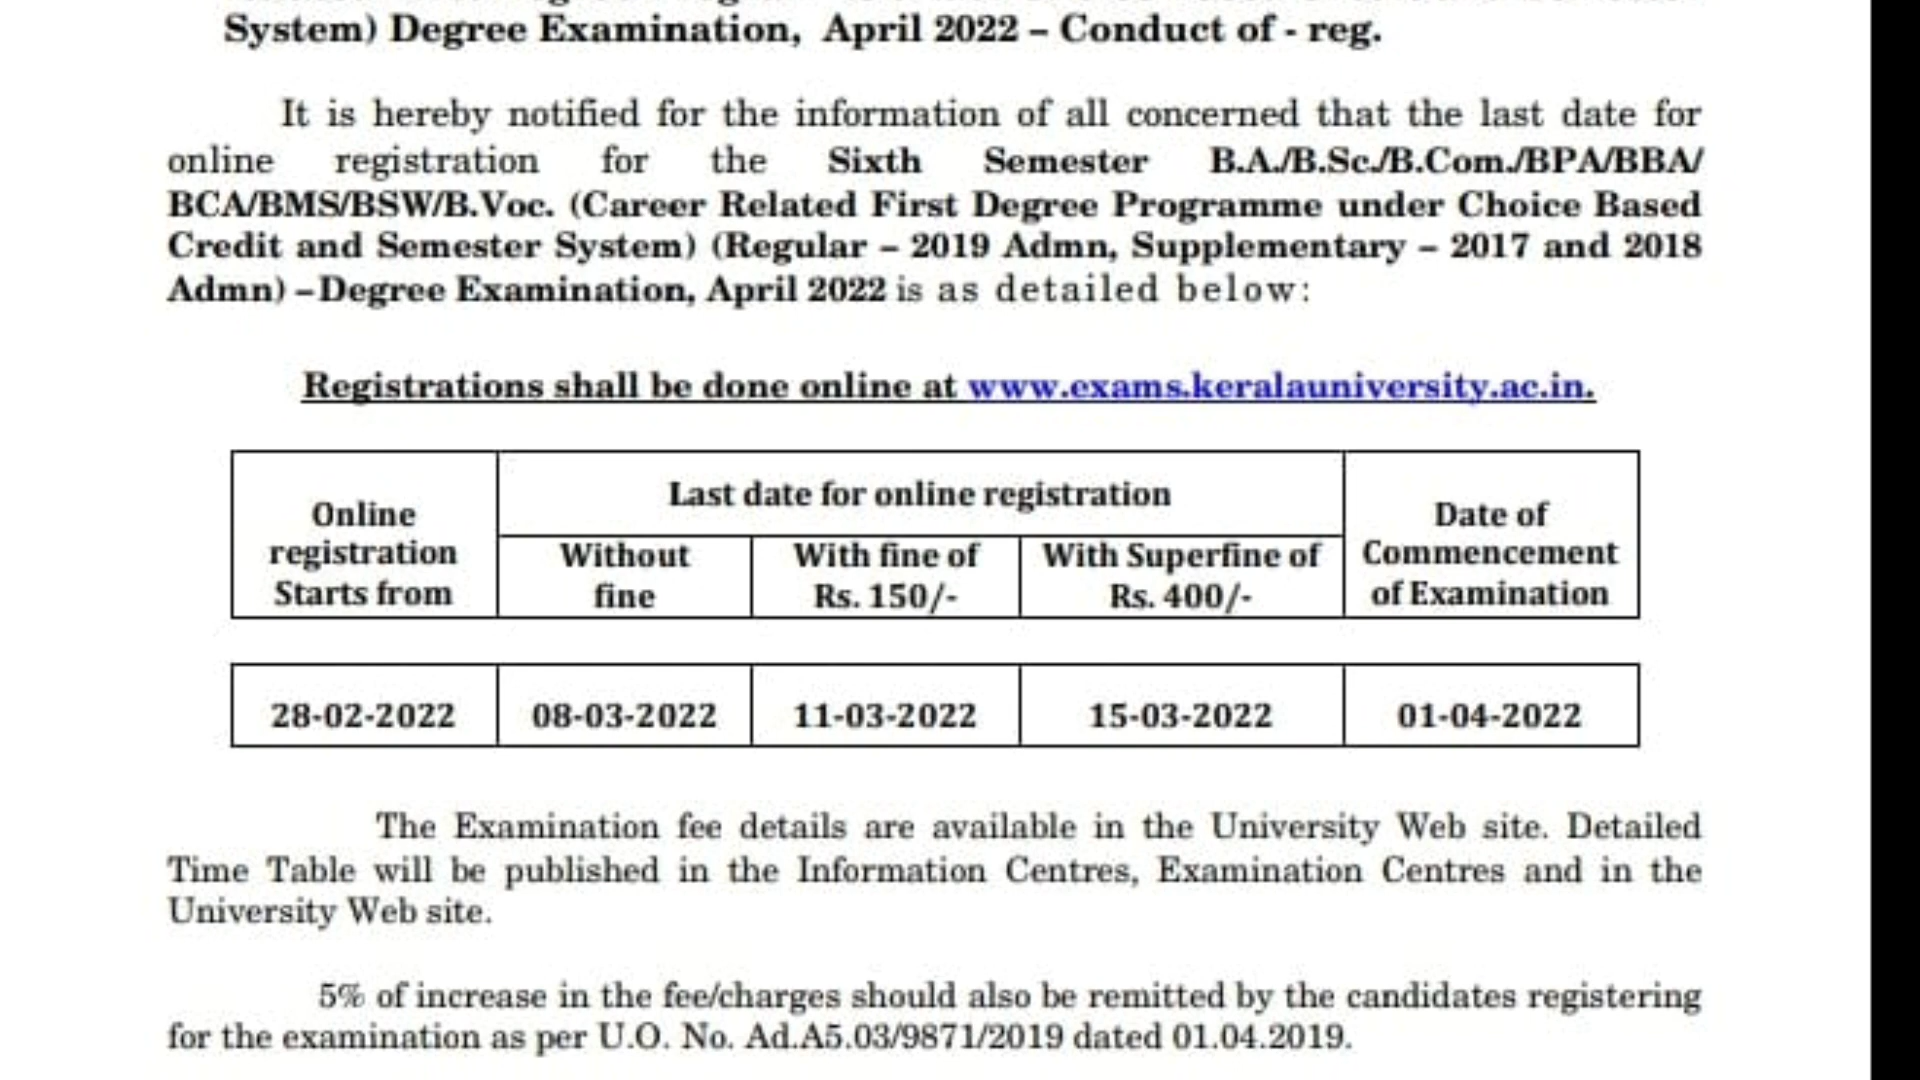 System) Degree Examination, April 2022 – Conduct of - reg.
It is hereby notified for the information of all concerned that the last date for
online registration for the Sixth Semester B.A./B.Sc./B.Com./BPA/BBA/
BCA/BMS/BSW/B.Voc. (Career Related First Degree Programme under Choice Based
Credit and Semester System) (Regular – 2019 Admn, Supplementary – 2017 and 2018
Admn) –Degree Examination, April 2022 is as detailed below:
Registrations shall be done online at www.exams.keralauniversity.ac.in.
Online
registration
Starts from
Last date for online registration
Without
fine
With fine of
Rs. 150/-
With Superfine of
Rs. 400/-
Date of
Commencement
of Examination
28-02-2022 08-03-2022 11-03-2022 15-03-2022 01-04-2022
The Examination fee details are available in the University Web site. Detailed
Time Table will be published in the Information Centres, Examination Centres and in the
University Web site.
5% of increase in the fee/charges should also be remitted by the candidates registering
for the examination as per U.O. No. Ad.A5.03/9871/2019 dated 01.04.2019.